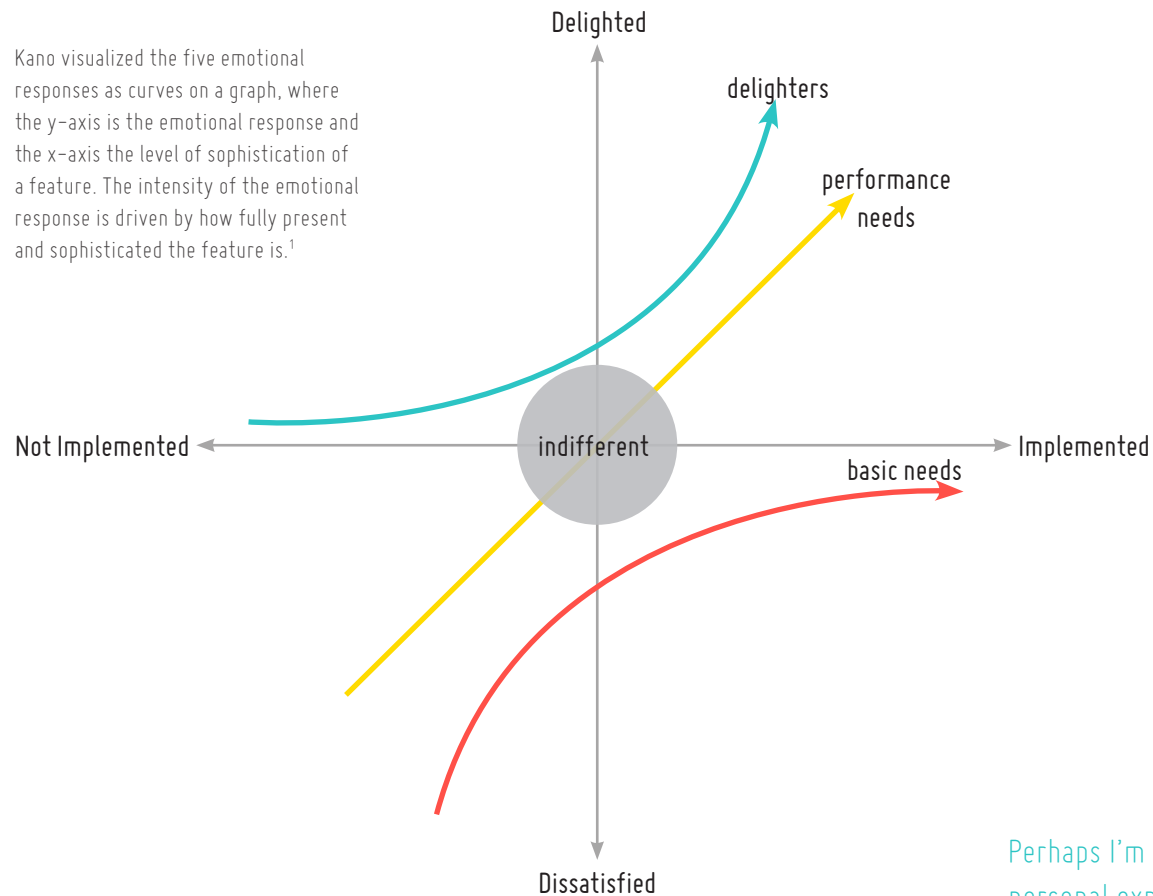 Delighted
Kano visualized the five emotional
responses as curves on a graph, where
the y-axis is the emotional response and
the x-axis the level of sophistication of
a feature. The intensity of the emotional
response is driven by how fully present
and sophisticated the feature is.¹
delighters
performance
needs
Not Implemented
indifferent
Implemented
basic needs
Dissatisfied
Perhaps I'm
personal